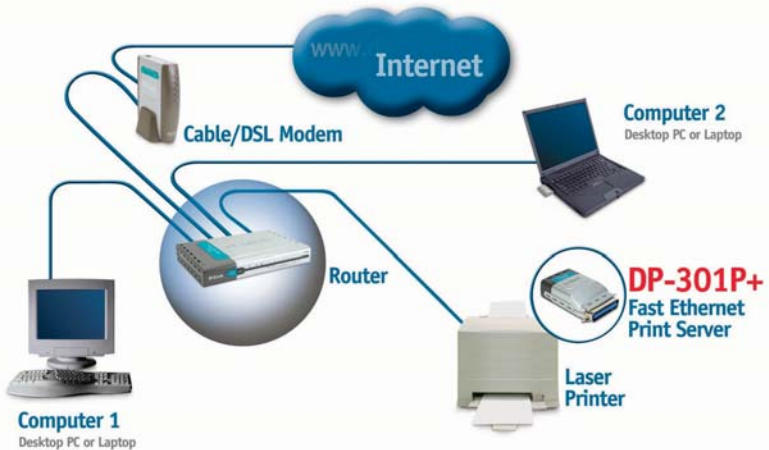 www.
Internet
Cable/DSL Modem
Computer 2
Desktop PC or Laptop
Router
DP-301P+
Fast Ethernet
Print Server
Laser
Printer
Computer 1
Desktop PC or Laptop